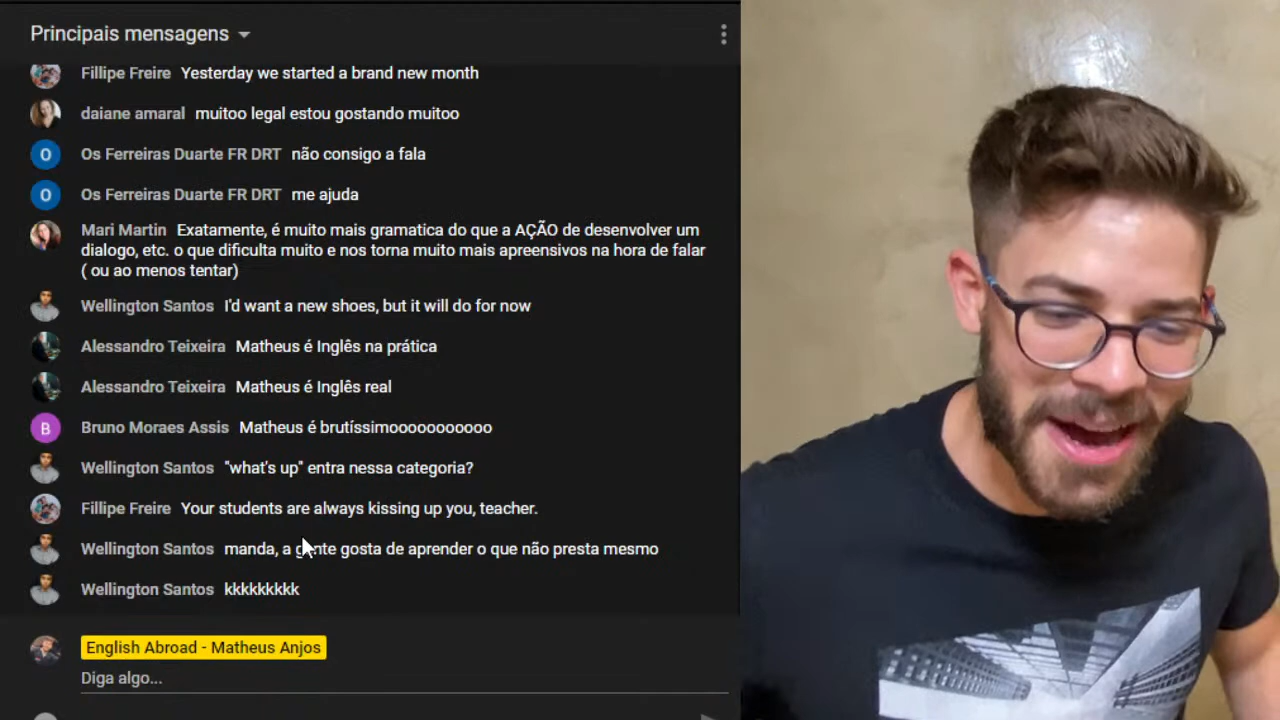 Principais mensagens
Fillipe Freire Yesterday we started a brand new month
daiane amaral muitoo legal estou gostando muitoo
O Os Ferreiras Duarte FR DRT não consigo a fala
O Os Ferreiras Duarte FR DRT me ajuda
Mari Martin Exatamente, é muito mais gramatica do que a AÇÃO de desenvolver um
dialogo, etc. o que dificulta muito e nos torna muito mais apreensivos na hora de falar
( ou ao menos tentar)
Wellington Santos I'd want a new shoes, but it will do for now
Alessandro Teixeira Matheus é Inglês na prática
Alessandro Teixeira Matheus é Inglês real
B Bruno Moraes Assis Matheus é brutíssimooooooooooo
Wellington Santos "what's up" entra nessa categoria?
Fillipe Freire Your students are always kissing up you, teacher.
Wellington Santos manda, a gente gosta de aprender o que não presta mesmo
Wellington Santos kkkkkkkkk
English Abroad - Matheus Anjos
Diga algo...